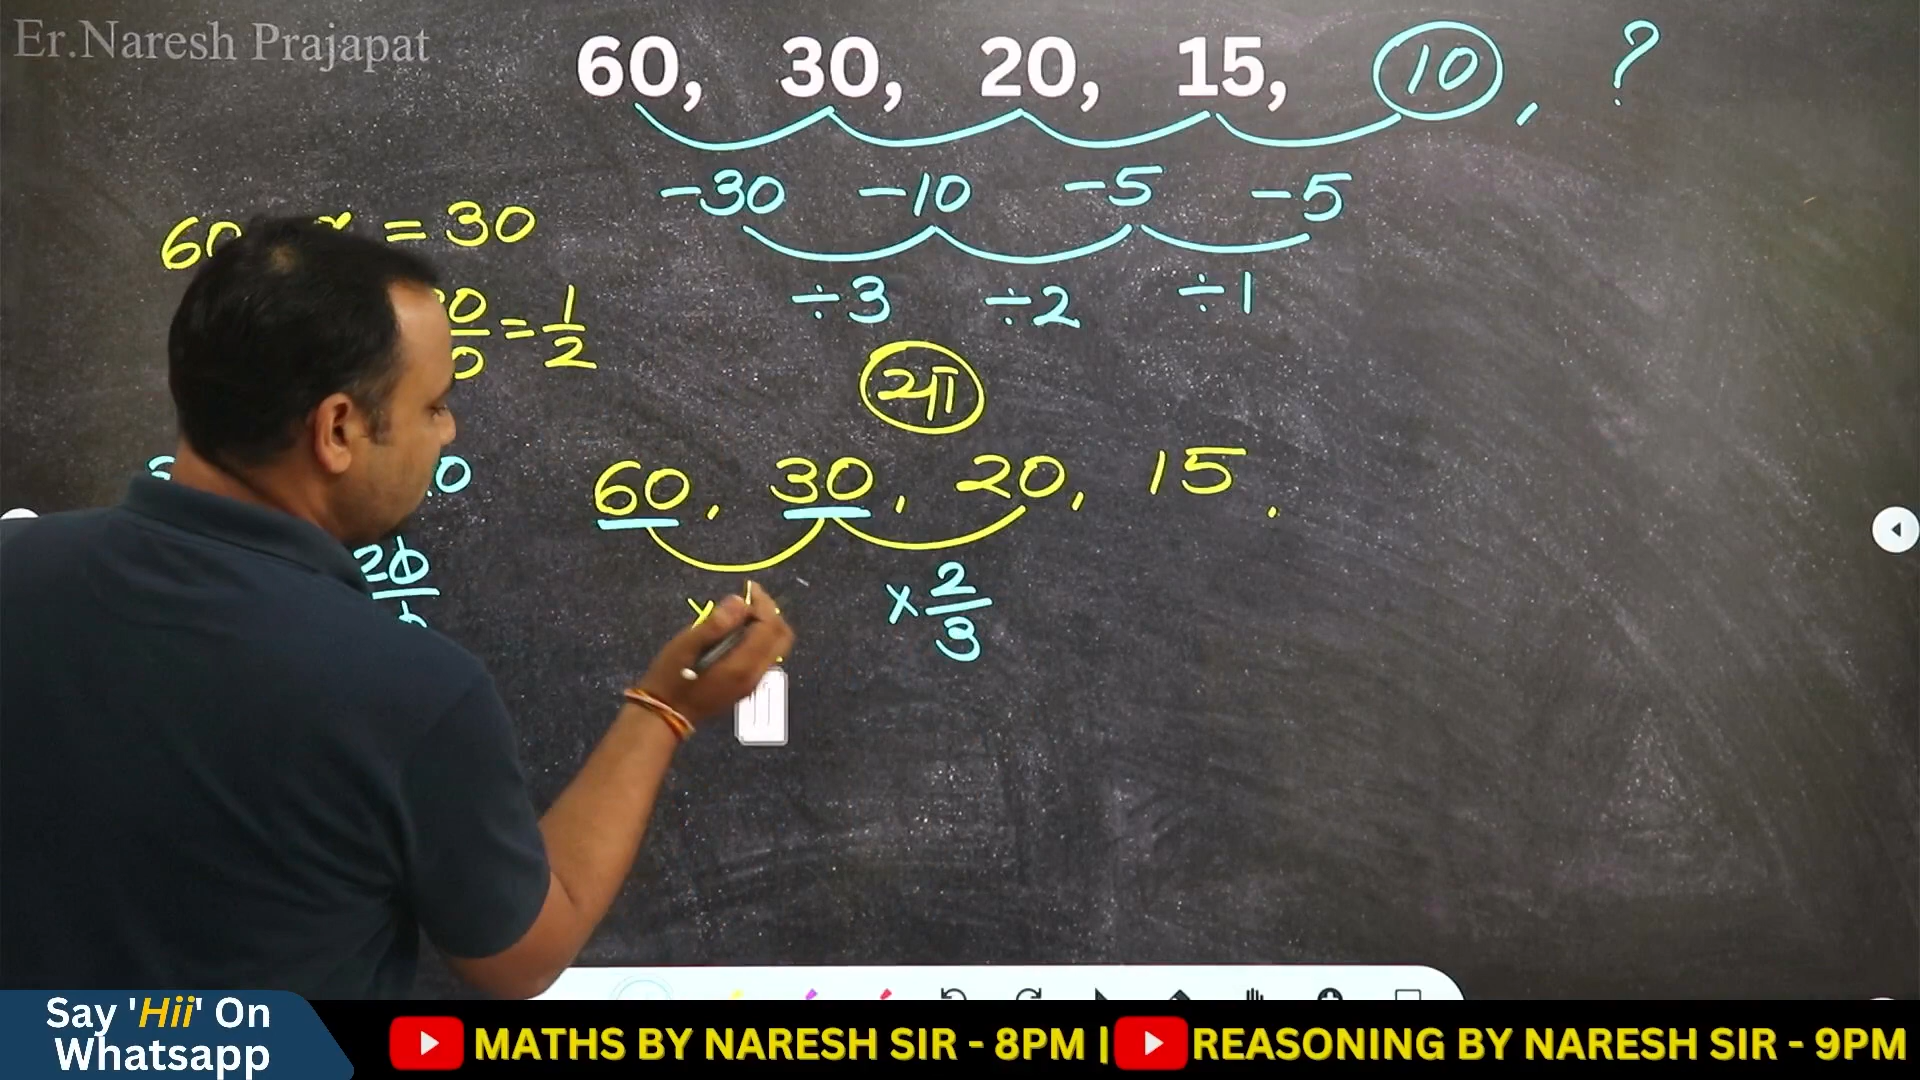 Er.Naresh Prajapat
60, 30, 20, 15, 10, ?
-30 -10 -5 -5
÷3 ÷2 ÷1
= 30
= 1/2
या
60, 30, 20, 15,
× 2/3
Say 'Hii' On
Whatsapp
MATHS BY NARESH SIR - 8PM | REASONING BY NARESH SIR - 9PM